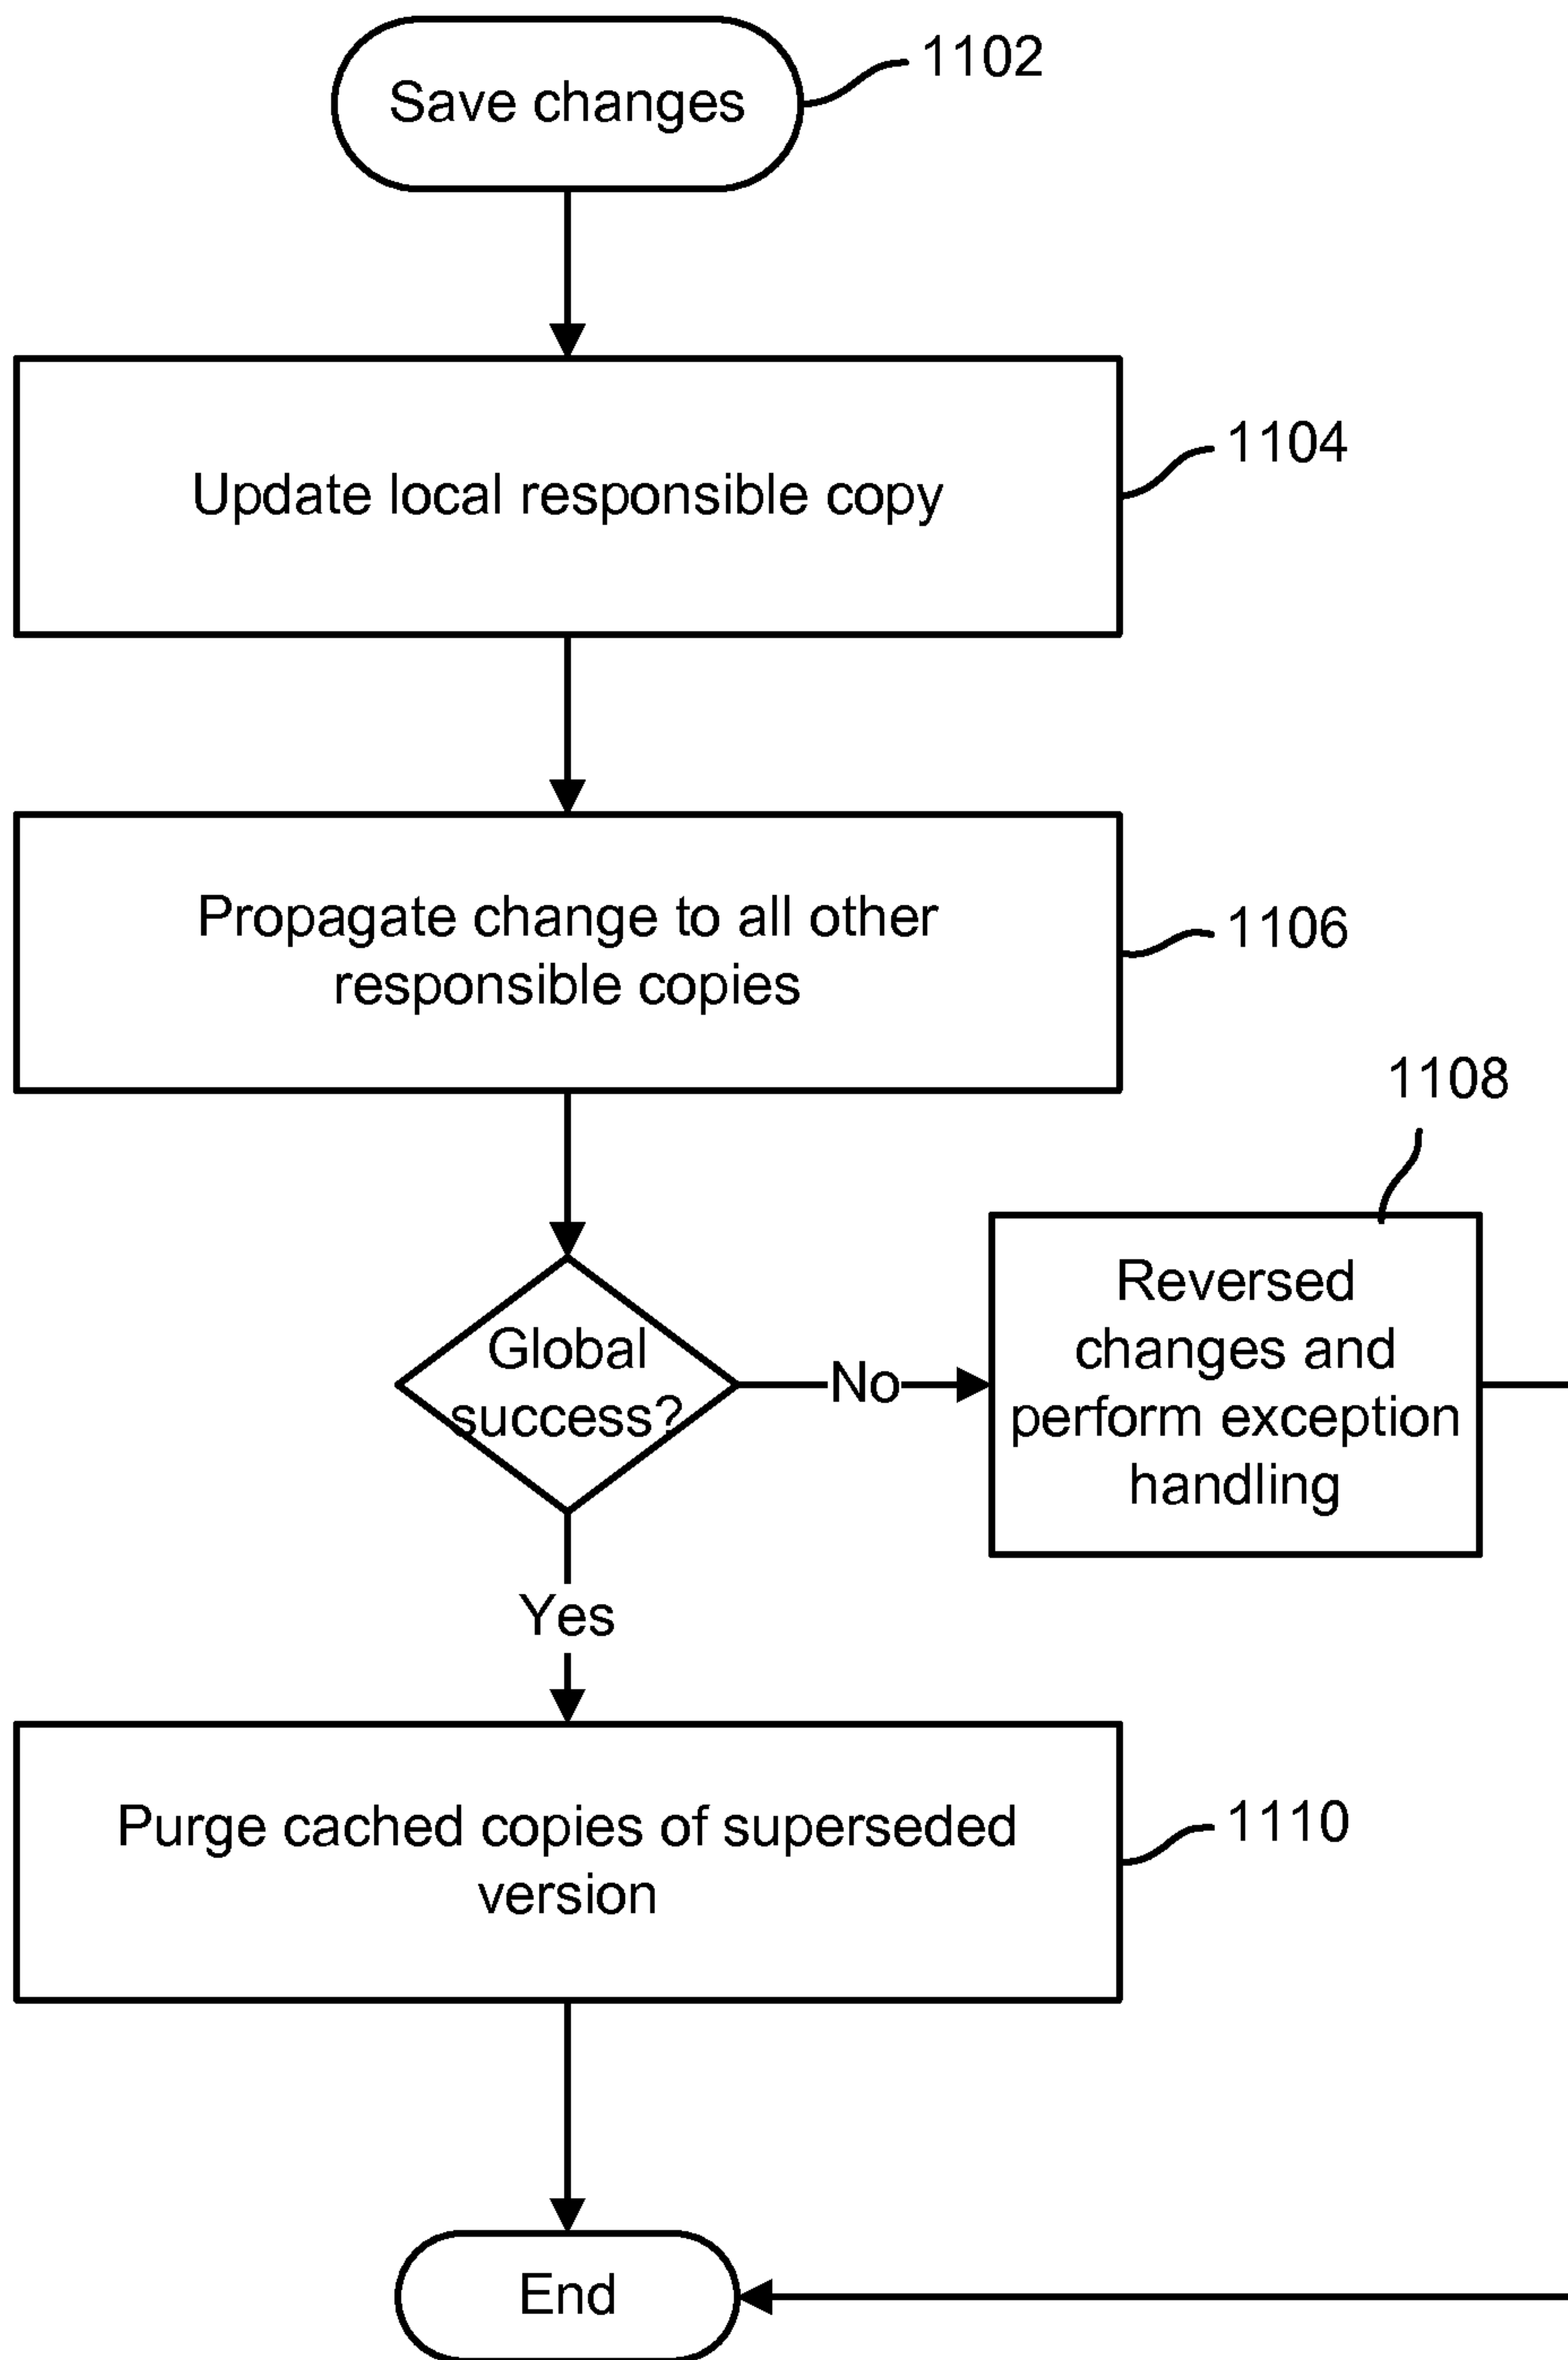 Save changes
1102
Update local responsible copy
1104
Propagate change to all other
responsible copies
1106
1108
Global
success?
No
Reversed
changes and
perform exception
handling
Yes
Purge cached copies of superseded
version
1110
End